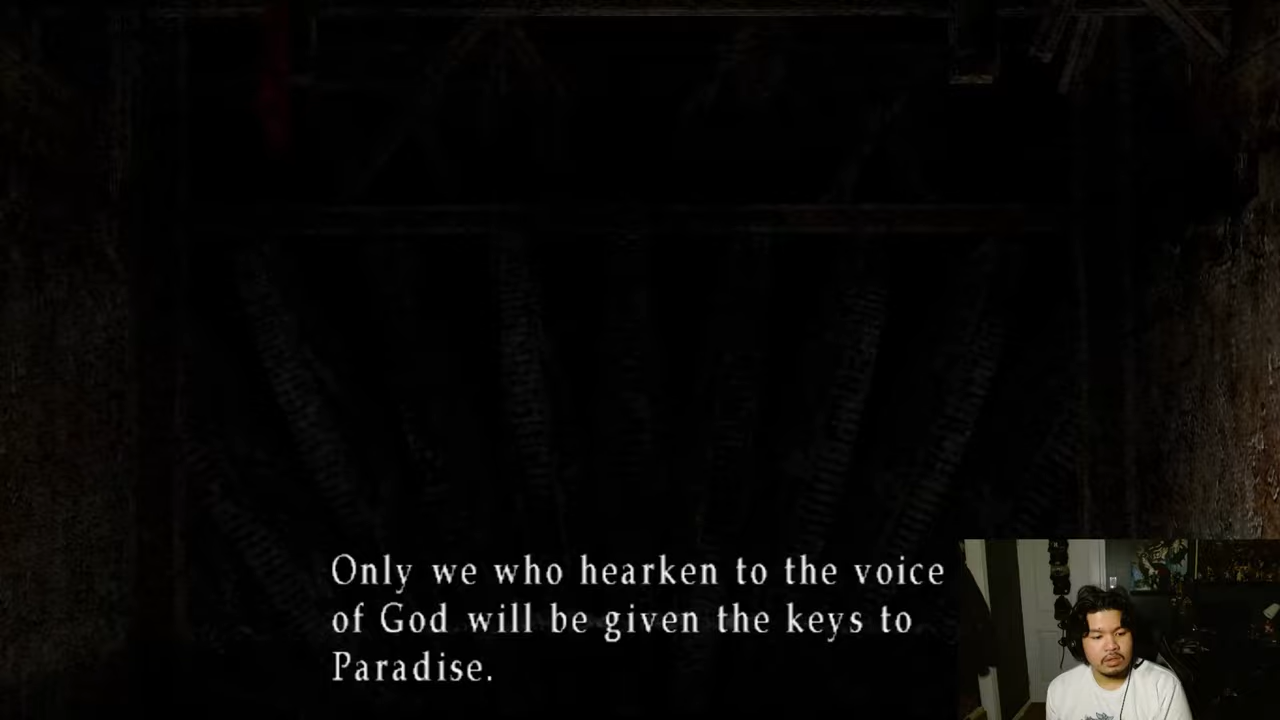 Only we who hearken to the voice
of God will be given the keys to
Paradise.